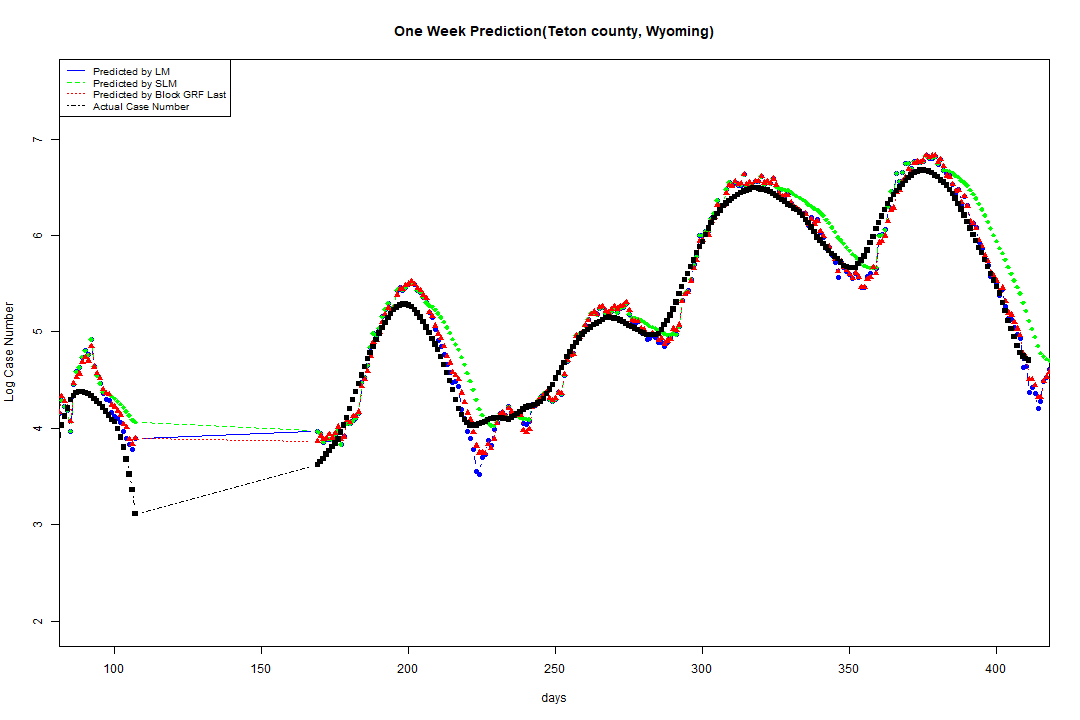 One Week Prediction(Teton county, Wyoming)
Predicted by LM
Predicted by SLM
Predicted by Block GRF Last
Actual Case Number
7
6
5
4
3
2
Log Case Number
100 150 200 250 300 350 400
days